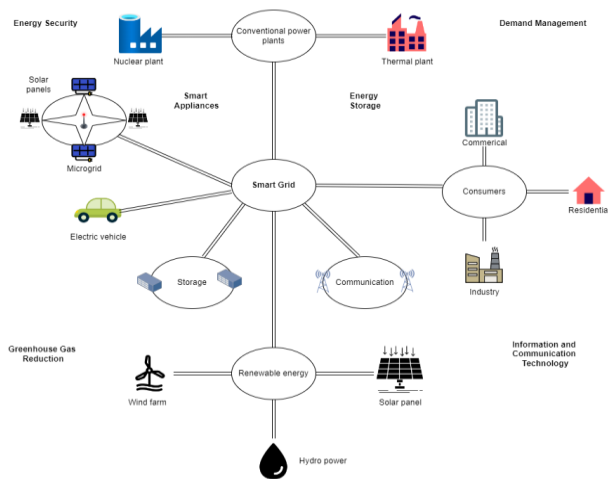 Energy Security
Conventional power
plants
Demand Management
Nuclear plant
Thermal plant
Solar
panels
Smart
Appliances
Energy
Storage
Commerical
Microgrid
Smart Grid
Consumers
Residentia
Electric vehicle
Storage
Communication
Industry
Greenhouse Gas
Reduction
Information and
Communication
Technology
Renewable energy
Wind farm
Solar panel
Hydro power